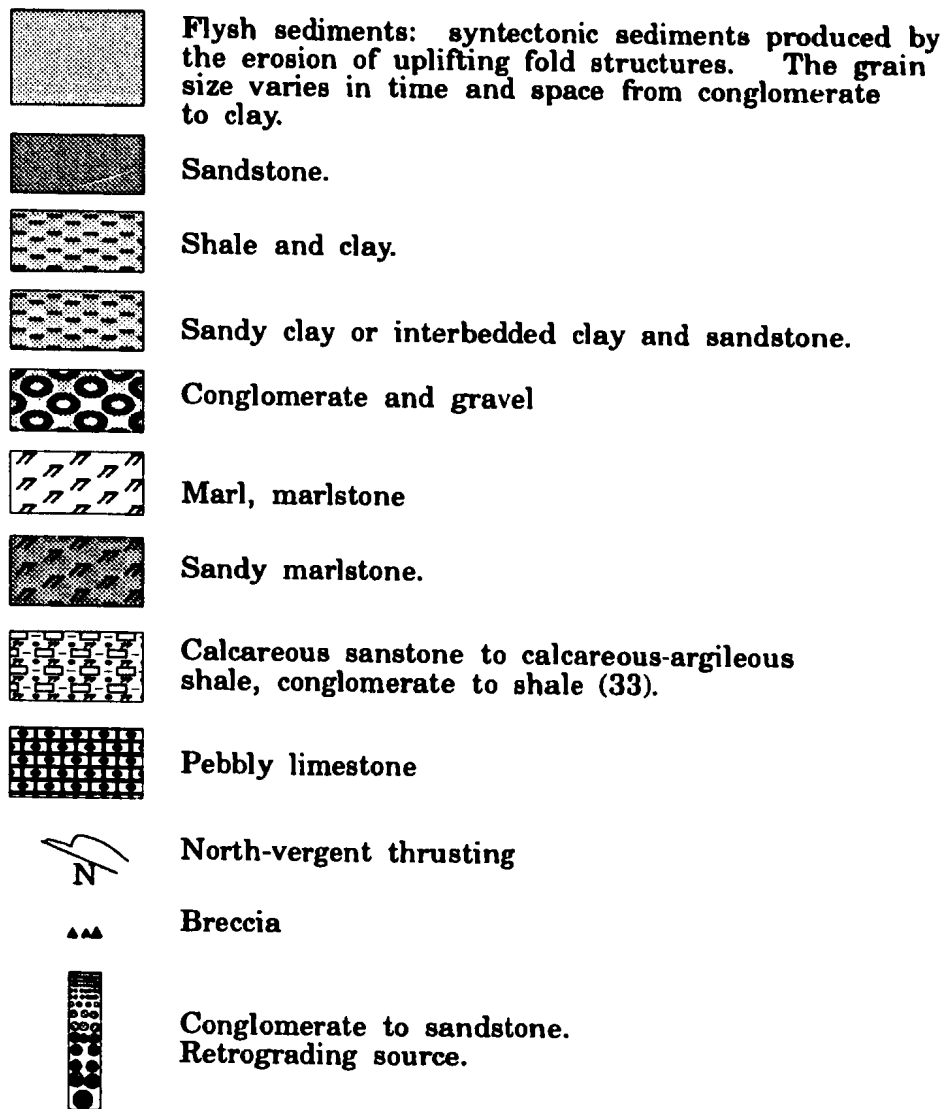 Flysh sediments: syntectonic sediments produced by
the erosion of uplifting fold structures. The grain
size varies in time and space from conglomerate
to clay.
Sandstone.
Shale and clay.
Sandy clay or interbedded clay and sandstone.
Conglomerate and gravel
Marl, marlstone
Sandy marlstone.
Calcareous sanstone to calcareous-argileous
shale, conglomerate to shale (33).
Pebbly limestone
North-vergent thrusting
N
Breccia
Conglomerate to sandstone.
Retrograding source.